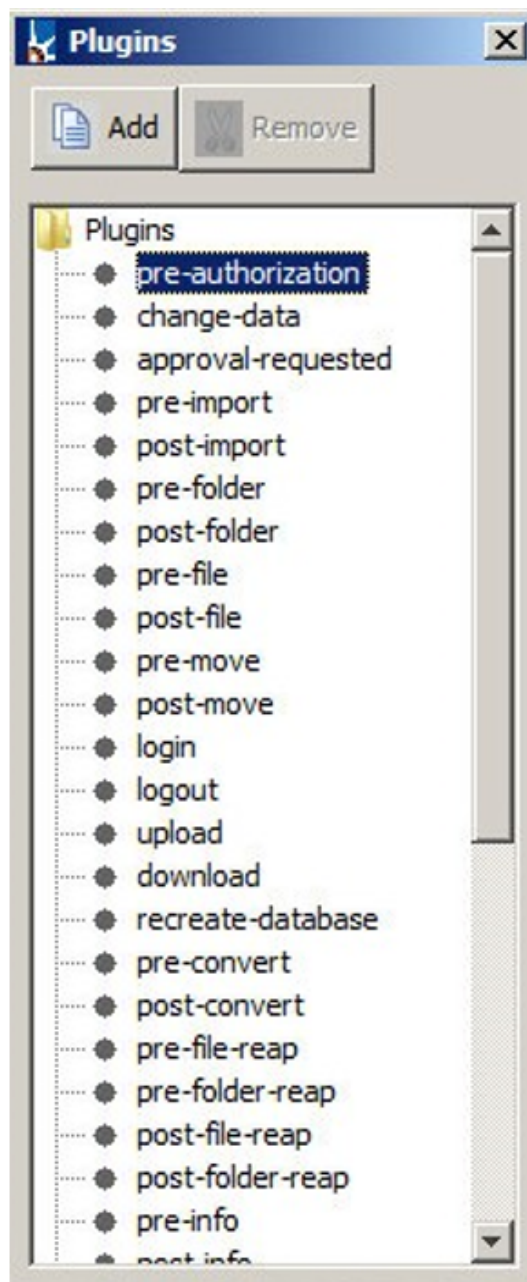 Plugins
Add Remove
Plugins
pre-authorization
change-data
approval-requested
pre-import
post-import
pre-folder
post-folder
pre-file
post-file
pre-move
post-move
login
logout
upload
download
recreate-database
pre-convert
post-convert
pre-file-reap
pre-folder-reap
post-file-reap
post-folder-reap
pre-info
post-info